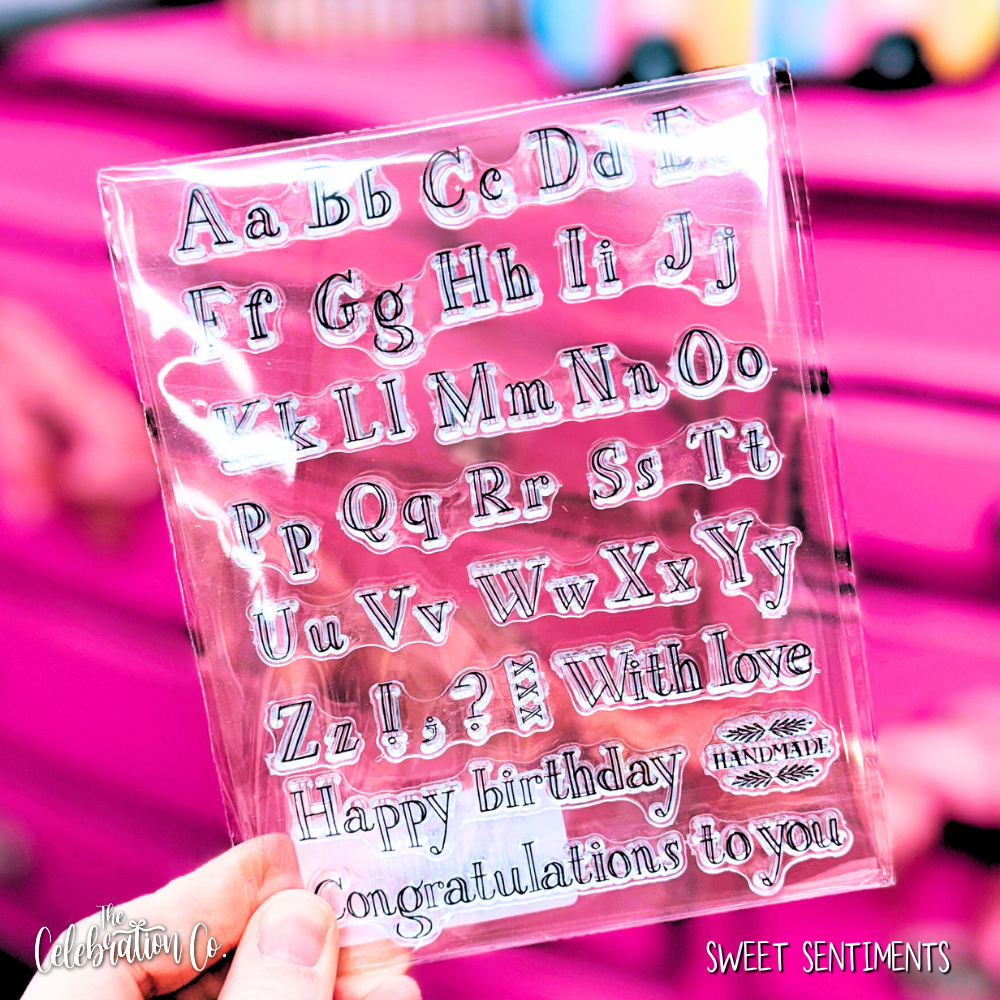 Aa Bb Cc Dd E
Ff Gg Hh Ii Jj
Kk Ll Mm Nn Oo
Pp Qq Rr Ss Tt
Uu Vv Ww Xx Yy
Zz ! ; ? XXX With love
HANDMADE
Happy birthday
Congratulations to you
The
Celebration Co.
SWEET SENTIMENTS